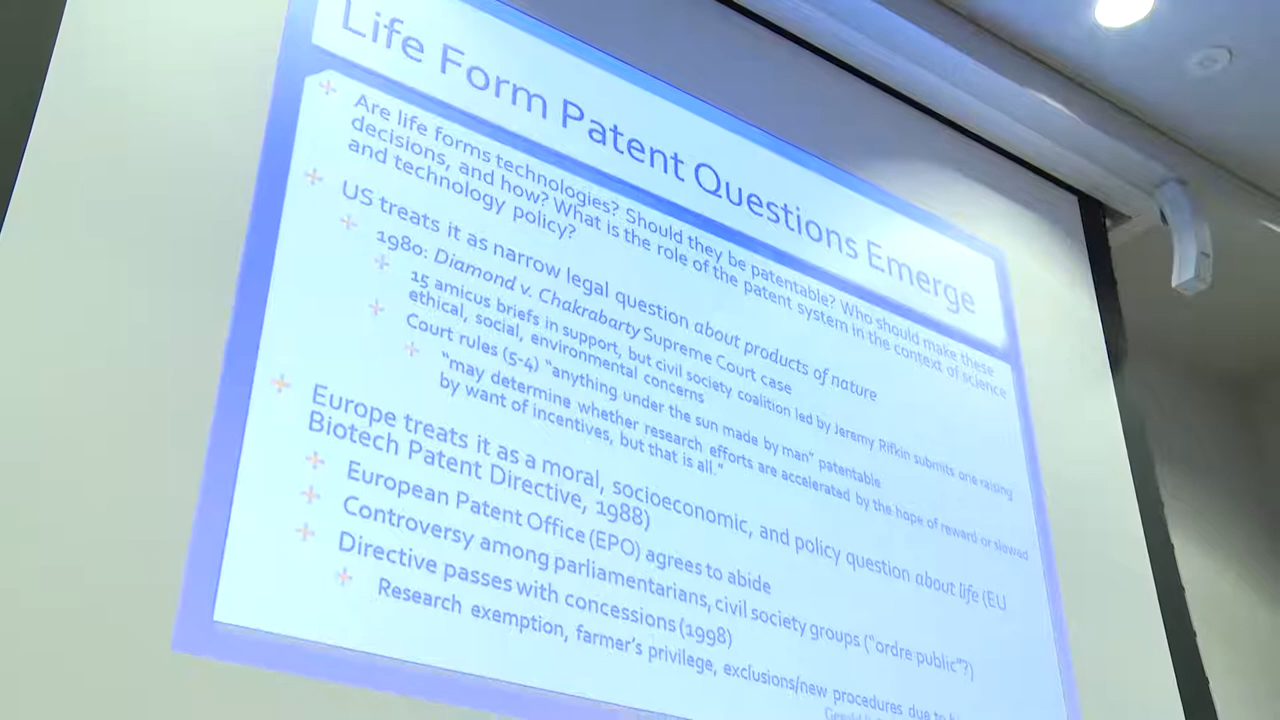 Life Form Patent Questions Emerge
Are life forms technologies? Should they be patentable? Who should make these
decisions, and how? What is the role of the patent system in the context of science
and technology policy?
US treats it as narrow legal question about products of nature
1980: Diamond v. Chakrabarty Supreme Court case
15 amicus briefs in support, but civil society coalition led by Jeremy Rifkin submits one raising
ethical, social, environmental concerns
Court rules (5-4) "anything under the sun made by man" patentable
"may determine whether research efforts are accelerated by the hope of reward or slowed
by want of incentives, but that is all."
Europe treats it as a moral, socioeconomic, and policy question about life (EU
Biotech Patent Directive, 1988)
European Patent Office (EPO) agrees to abide
Controversy among parliamentarians, civil society groups ("ordre public"?)
Directive passes with concessions (1998)
Research exemption, farmer's privilege, exclusions/new procedures due to